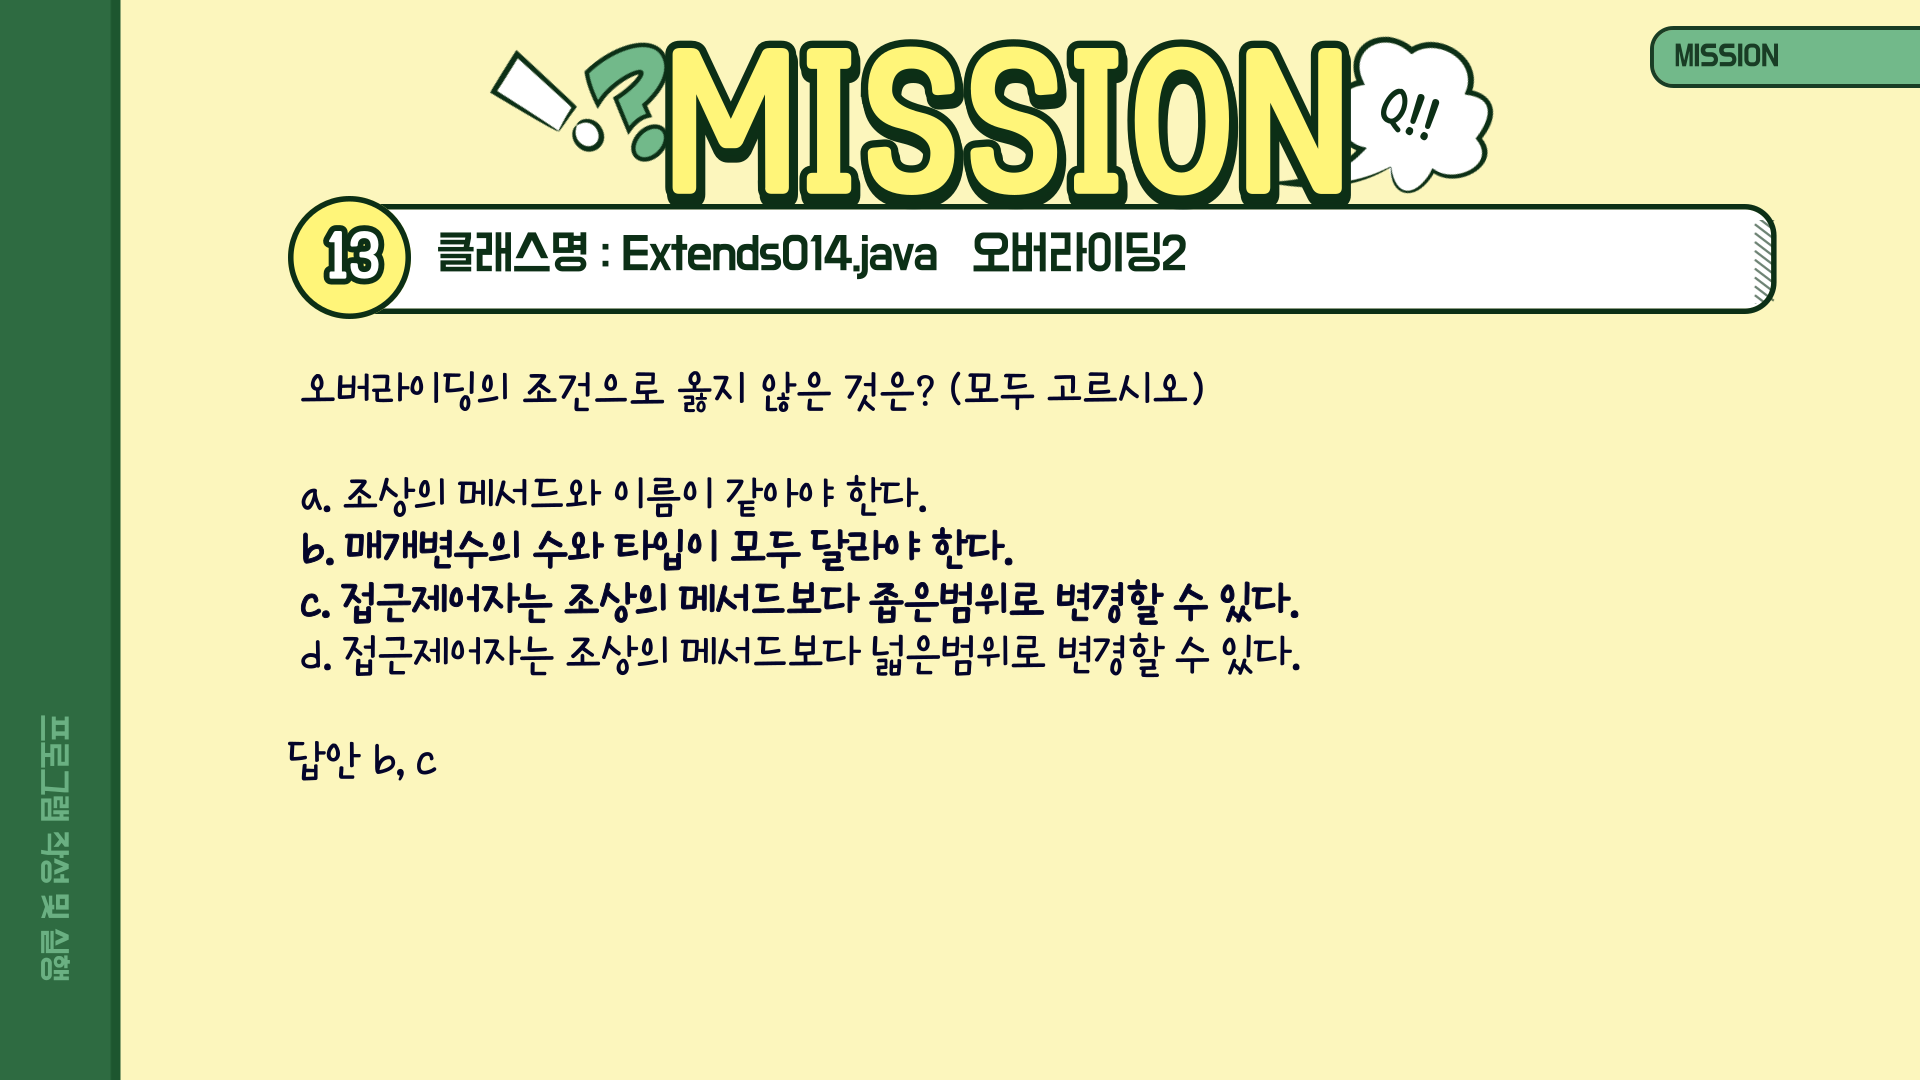 MISSION
!?
MISSION
Q!!
13
클래스명 : Extends014.java 오버라이딩2
오버라이딩의 조건으로 옳지 않은 것은? (모두 고르시오)
a. 조상의 메서드와 이름이 같아야 한다.
b. 매개변수의 수와 타입이 모두 달라야 한다.
c. 접근제어자는 조상의 메서드보다 좁은범위로 변경할 수 있다.
d. 접근제어자는 조상의 메서드보다 넓은범위로 변경할 수 있다.
답안 b, c
프로그램 작성 및 실행